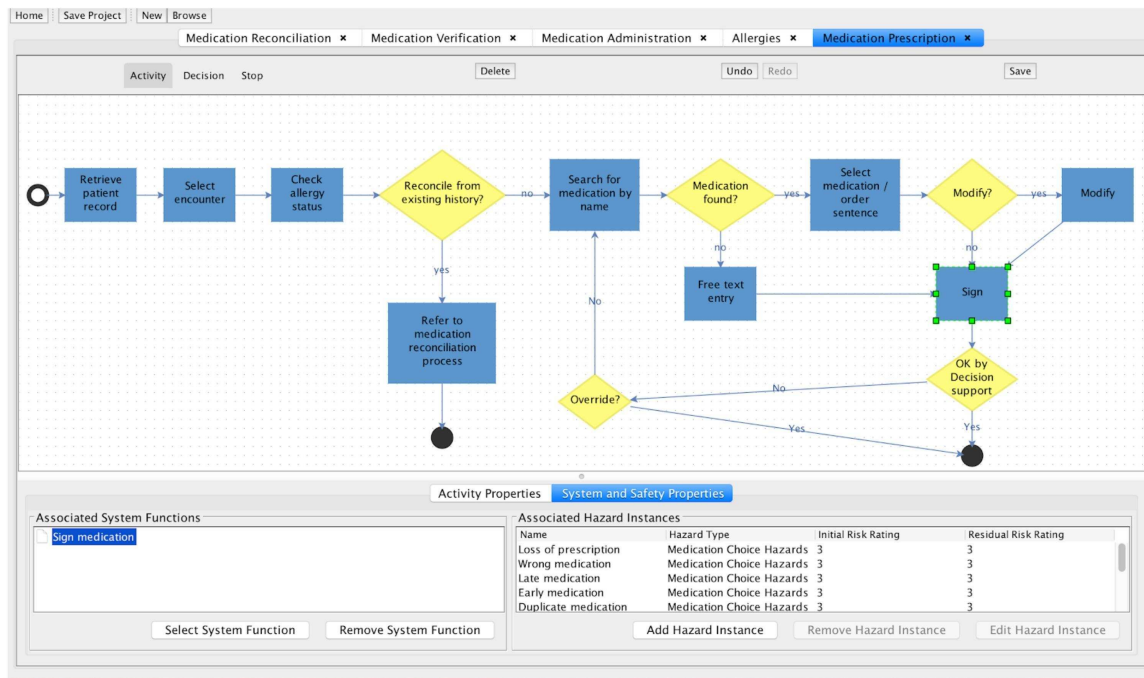 Home Save Project New Browse
Medication Reconciliation × Medication Verification × Medication Administration × Allergies × Medication Prescription ×
Activity Decision Stop Delete Undo Redo Save
Retrieve
patient
record
Select
encounter
Check
allergy
status
Reconcile from
existing history?
no
Search for
medication by
name
Medication
found?
yes
Select
medication /
order
sentence
Modify?
yes
Modify
yes
no
no
Refer to
medication
reconciliation
process
Free text
entry
Sign
No
Override?
No
OK by
Decision
support
Yes
Yes
Activity Properties System and Safety Properties
Associated System Functions
Sign medication
Select System Function Remove System Function
Associated Hazard Instances
Name Hazard Type Initial Risk Rating Residual Risk Rating
Loss of prescription Medication Choice Hazards 3 3
Wrong medication Medication Choice Hazards 3 3
Late medication Medication Choice Hazards 3 3
Early medication Medication Choice Hazards 3 3
Duplicate medication Medication Choice Hazards 3 3
Add Hazard Instance Remove Hazard Instance Edit Hazard Instance